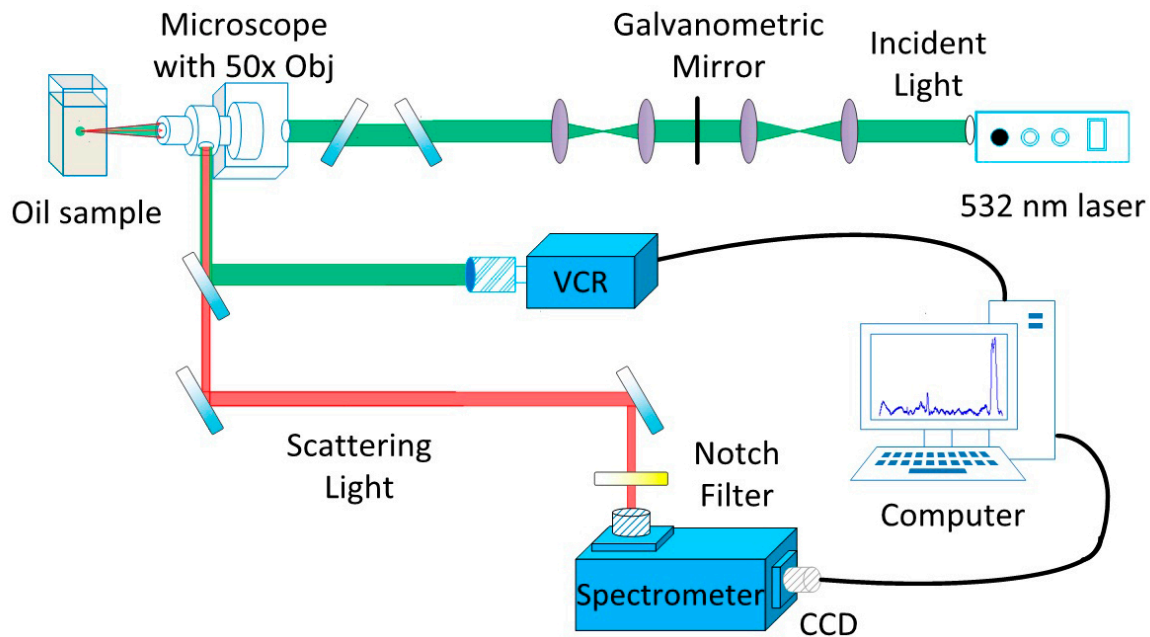 Microscope
with 50x Obj
Galvanometric
Mirror
Incident
Light
Oil sample
532 nm laser
VCR
Scattering
Light
Notch
Filter
Computer
Spectrometer
CCD